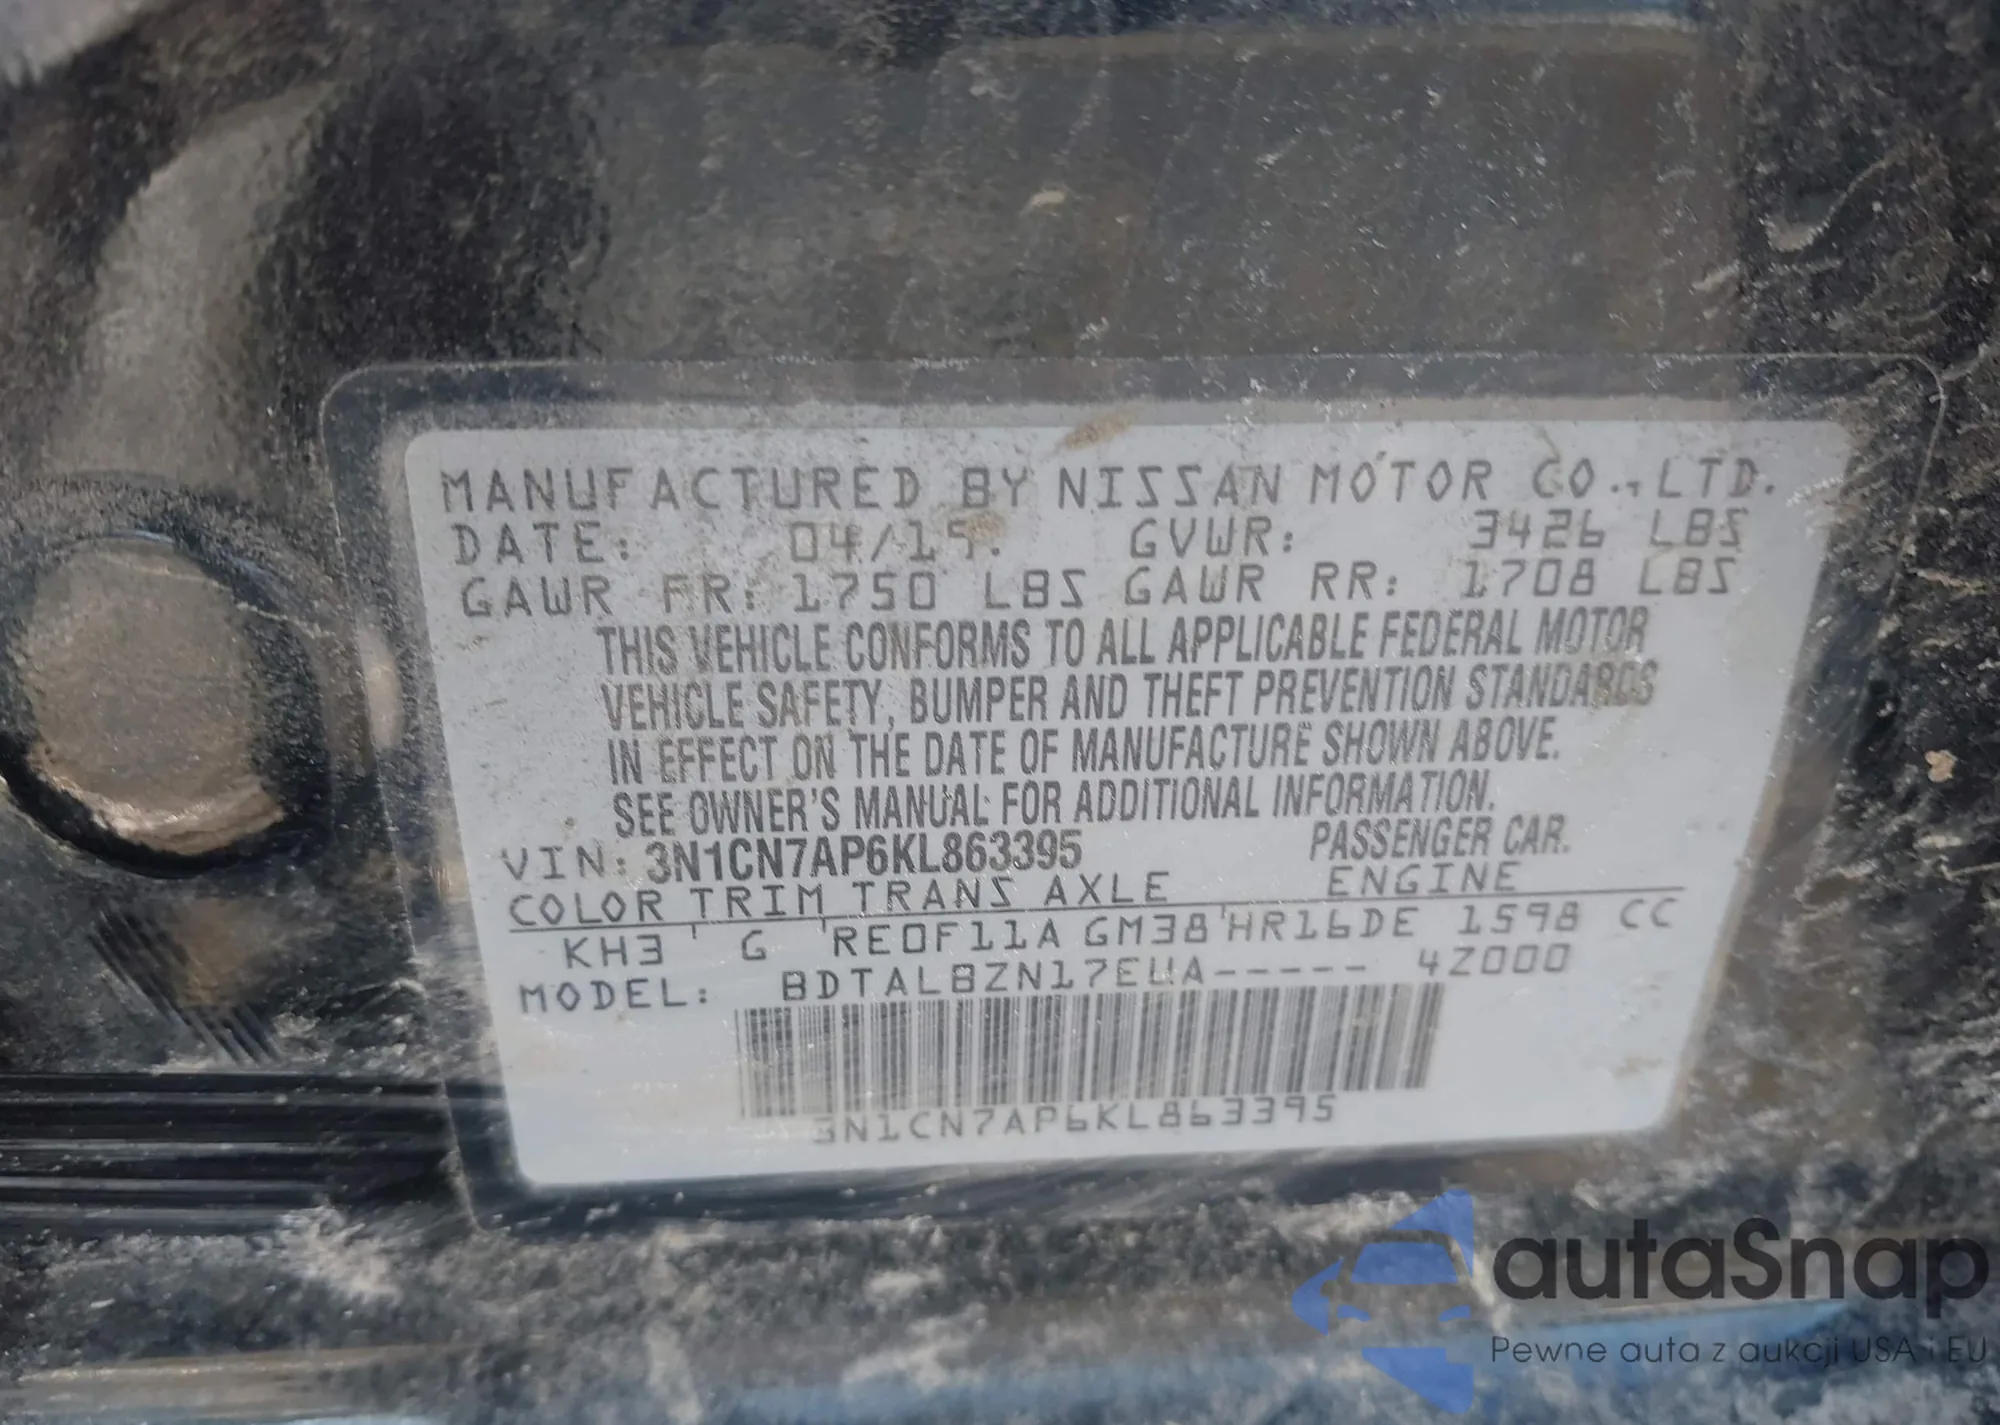 MANUFACTURED BY NISSAN MOTOR CO., LTD.
DATE: 04/19. GVWR: 3426 LBS
GAWR FR: 1750 LBS GAWR RR: 1708 LBS
THIS VEHICLE CONFORMS TO ALL APPLICABLE FEDERAL MOTOR
VEHICLE SAFETY, BUMPER AND THEFT PREVENTION STANDARDS
IN EFFECT ON THE DATE OF MANUFACTURE SHOWN ABOVE.
SEE OWNER'S MANUAL FOR ADDITIONAL INFORMATION.
VIN: 3N1CN7AP6KL863395 PASSENGER CAR.
COLOR TRIM TRANS AXLE ENGINE
KH3 G RE0F11A GM38 HR16DE 1598 CC
MODEL: BDTALBZN17EUA----- 4Z000
3N1CN7AP6KL863395
autaSnap
Pewne auta z aukcji USA i EU